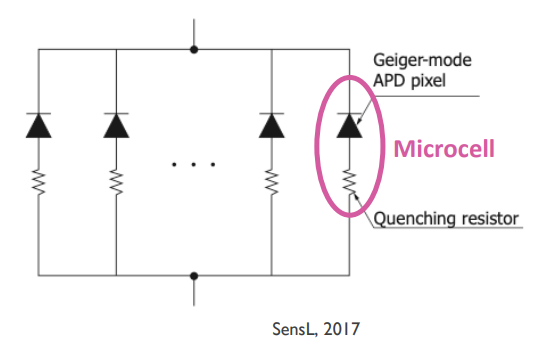 Geiger-mode
APD pixel
Microcell
Quenching resistor
SensL, 2017